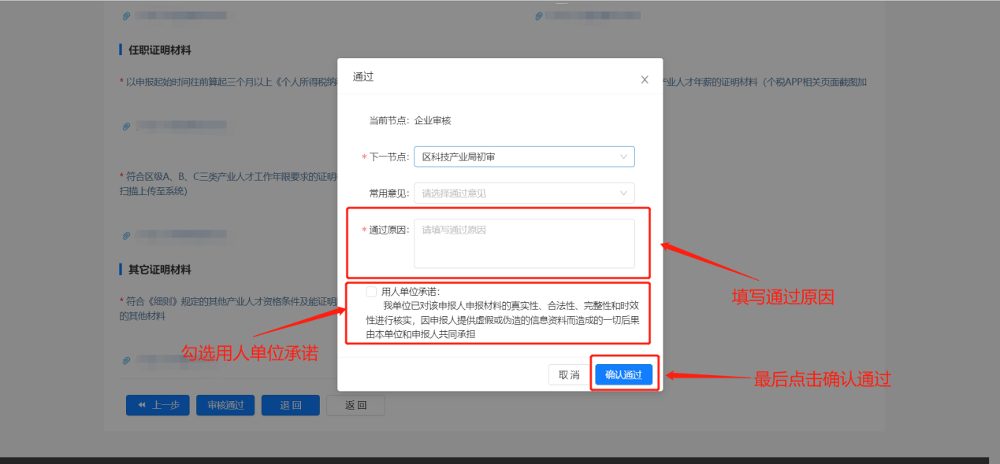 任职证明材料
通过
* 以申报起始时间往前算起三个月以上《个人所得税纳
业人才年薪的证明材料（个税APP相关页面截图加
当前节点: 企业审核
* 下一节点: 区科技产业局初审
* 符合区级A、B、C三类产业人才工作年限要求的证明
扫描上传至系统)
常用意见: 请选择通过意见
* 通过原因: 请填写通过原因
其它证明材料
用人单位承诺:
* 符合《细则》规定的其他产业人才资格条件及能证明
的其他材料
我单位已对该申报人申报材料的真实性、合法性、完整性和时效
性进行核实，因申报人提供虚假或伪造的信息资料而造成的一切后果
由本单位和申报人共同承担
填写通过原因
勾选用人单位承诺
取 消
确认通过
最后点击确认通过
上一步
审核通过
退 回
返 回